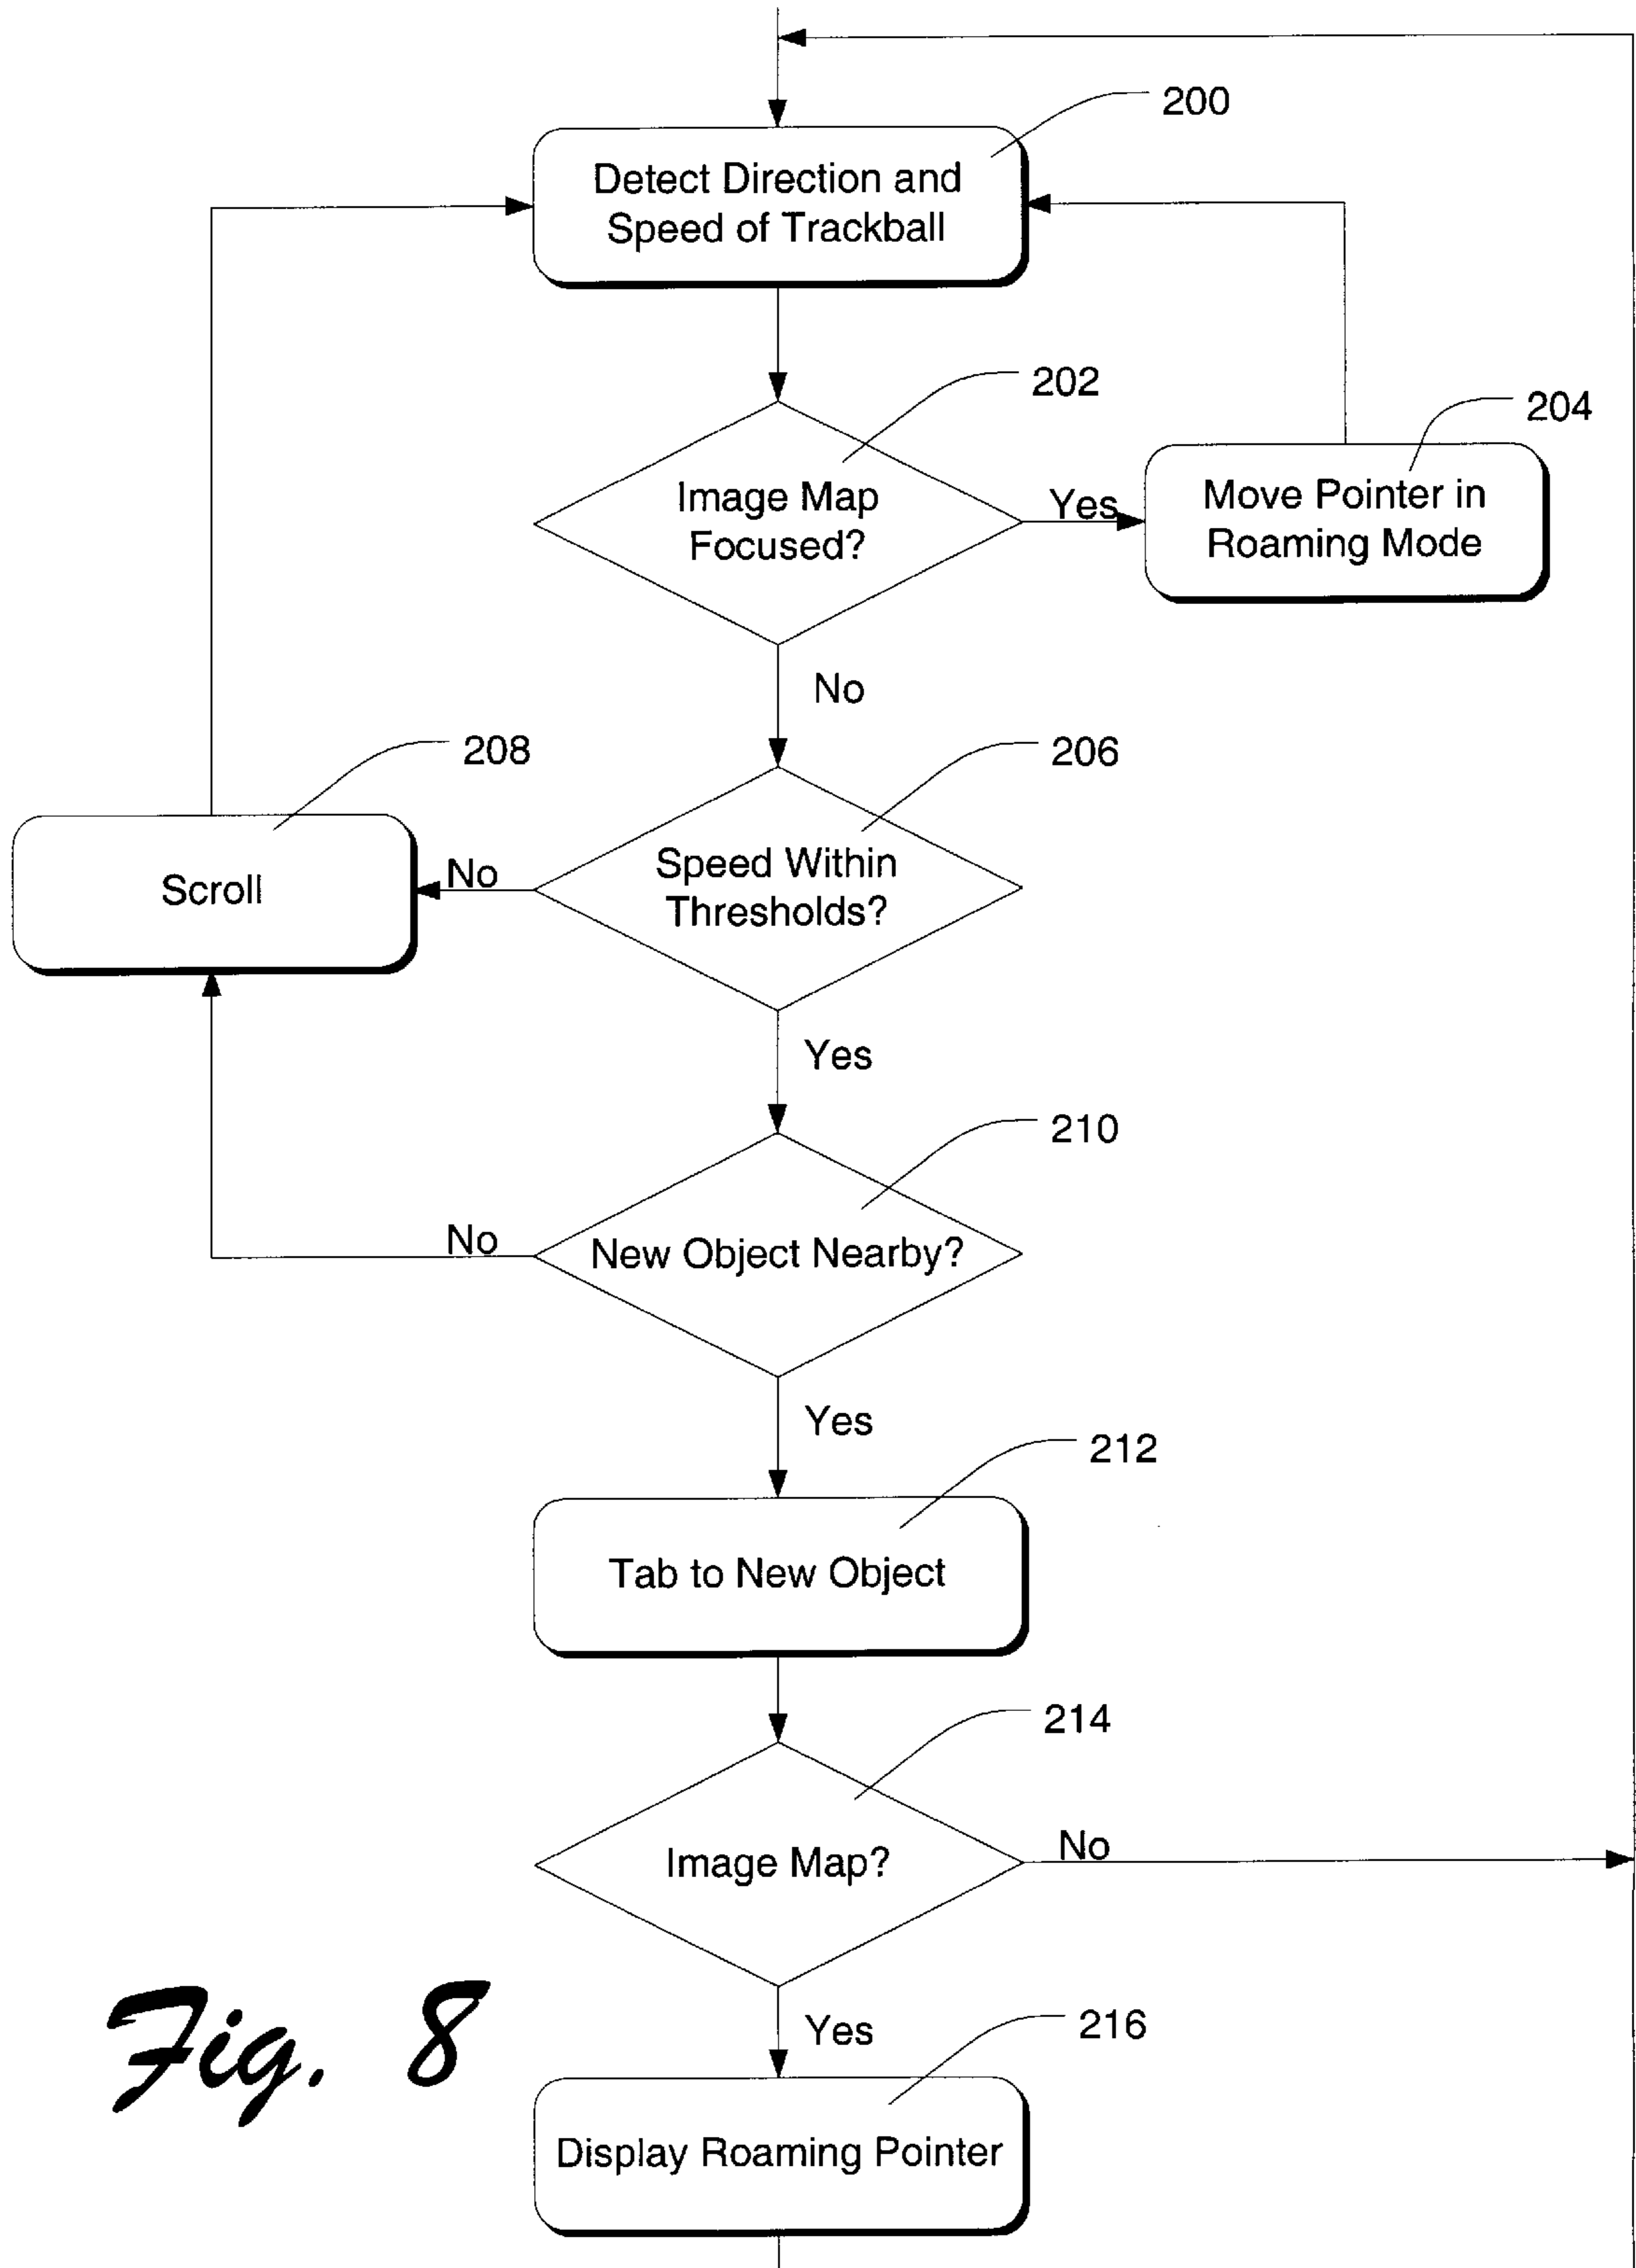 200
Detect Direction and
Speed of Trackball
202
204
Image Map
Focused?
Yes
Move Pointer in
Roaming Mode
No
208
206
Scroll
No
Speed Within
Thresholds?
Yes
210
No
New Object Nearby?
Yes
212
Tab to New Object
214
Image Map?
No
Fig. 8
Yes
216
Display Roaming Pointer